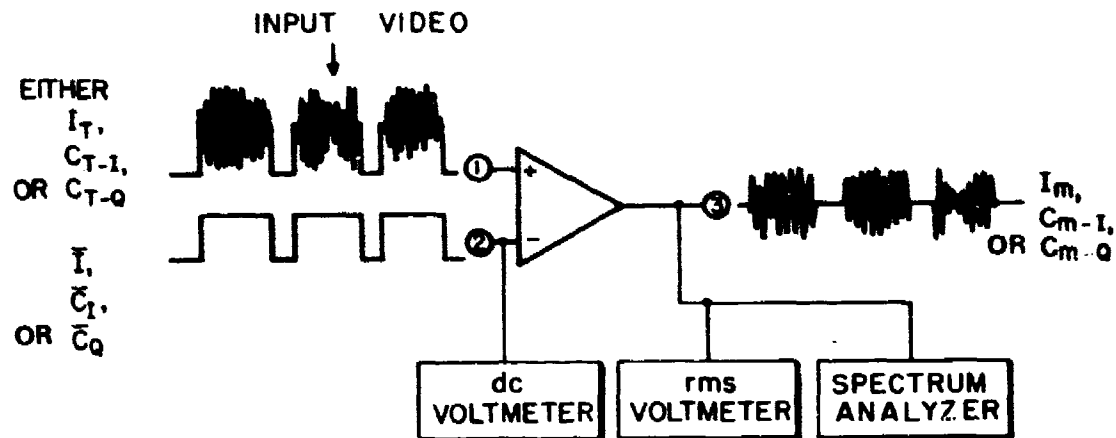 INPUT VIDEO
EITHER
I_T,
C_T-I,
OR C_T-Q
Ī,
C̄_I,
OR C̄_Q
1
+
2
−
3
I_m,
C_m-I,
OR C_m-Q
dc
VOLTMETER
rms
VOLTMETER
SPECTRUM
ANALYZER